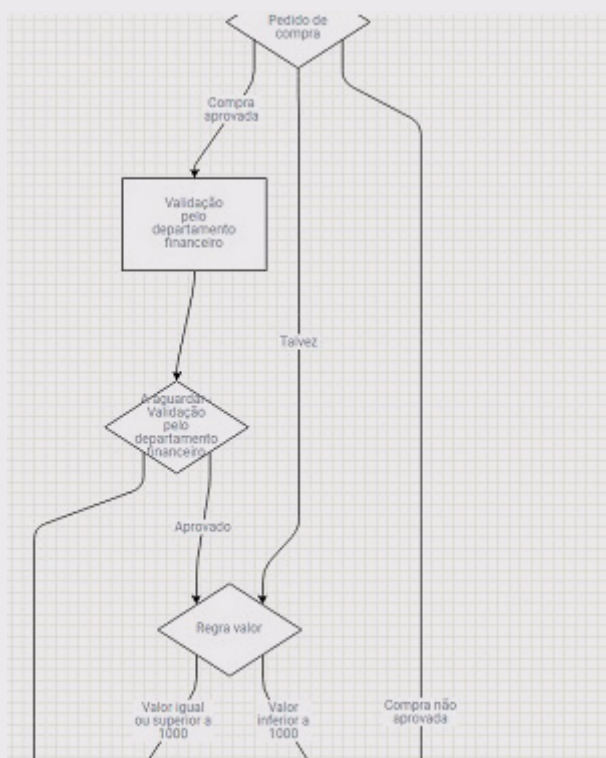 Pedido de
compra
Compra
aprovada
Validação
pelo
departamento
financeiro
Talvez
A aguardar
Validação
pelo
departamento
financeiro
Aprovado
Regra valor
Valor igual
ou superior a
1000
Valor
inferior a
1000
Compra não
aprovada